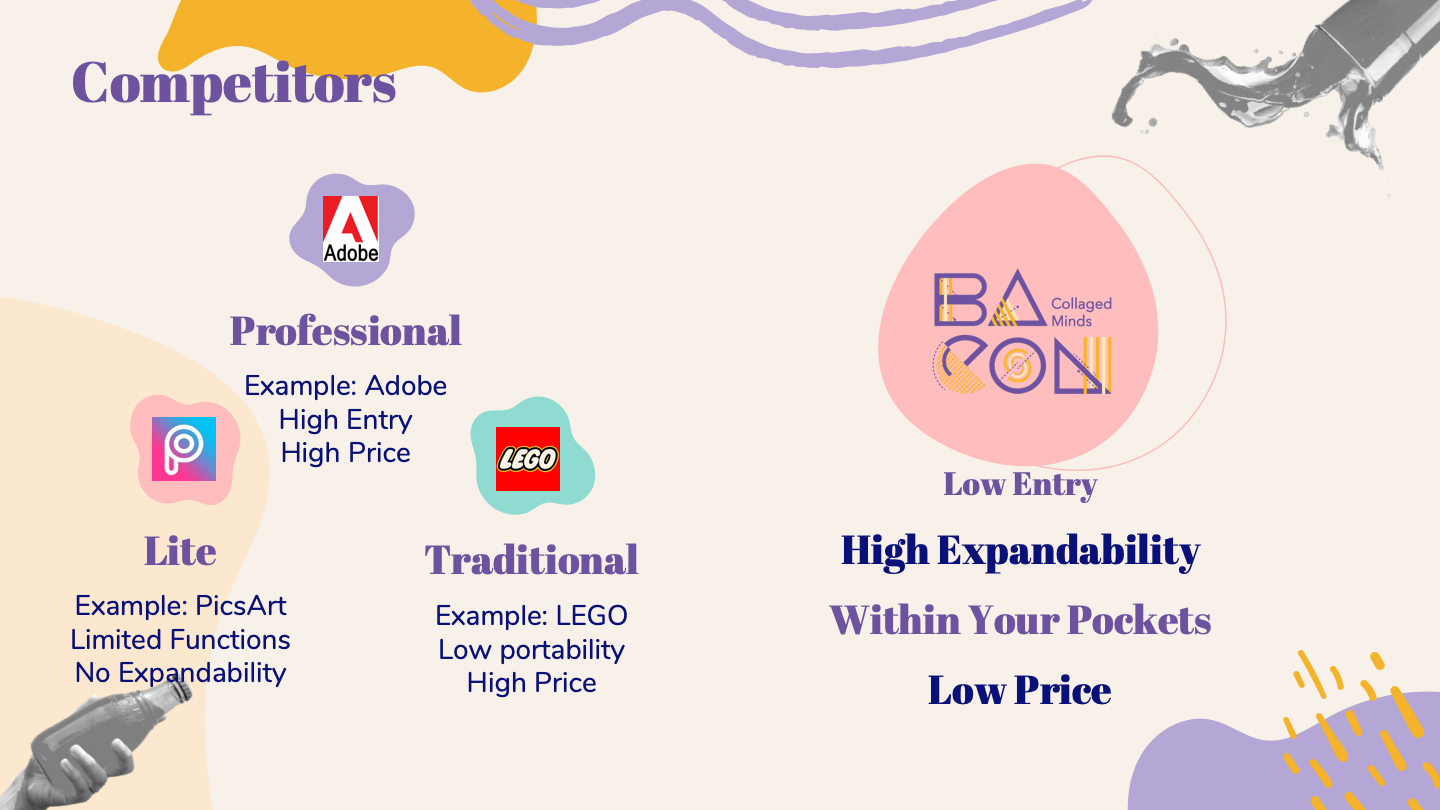 Competitors
Adobe
Professional
Example: Adobe
High Entry
High Price
Lite
Example: PicsArt
Limited Functions
No Expandability
LEGO
Traditional
Example: LEGO
Low portability
High Price
BA Collaged
Minds
CON
Low Entry
High Expandability
Within Your Pockets
Low Price